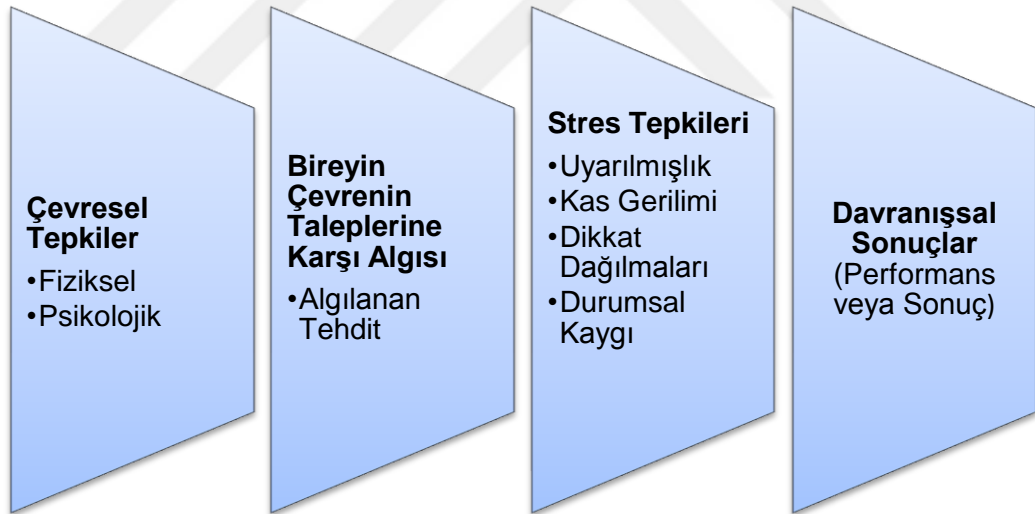 Çevresel
Tepkiler
•Fiziksel
•Psikolojik
Bireyin
Çevrenin
Taleplerine
Karşı Algısı
•Algılanan
Tehdit
Stres Tepkileri
•Uyarılmışlık
•Kas Gerilimi
•Dikkat
Dağılmaları
•Durumsal
Kaygı
Davranışsal
Sonuçlar
(Performans
veya Sonuç)